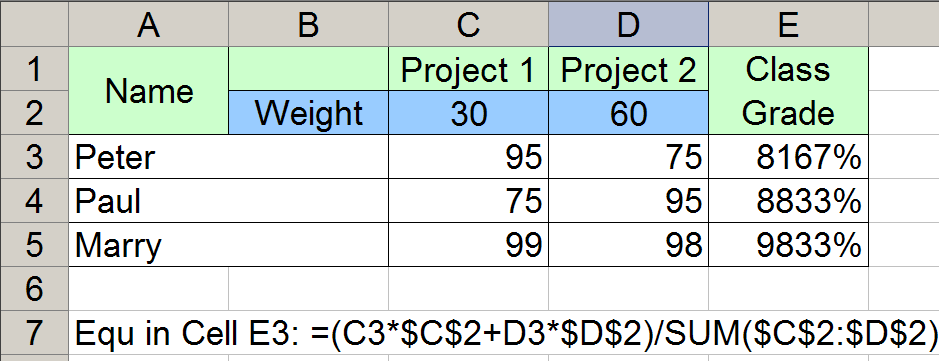 A B C D E
1 Name Project 1 Project 2 Class Grade
2 Weight 30 60
3 Peter 95 75 8167%
4 Paul 75 95 8833%
5 Marry 99 98 9833%
6
7 Equ in Cell E3: =(C3*$C$2+D3*$D$2)/SUM($C$2:$D$2)